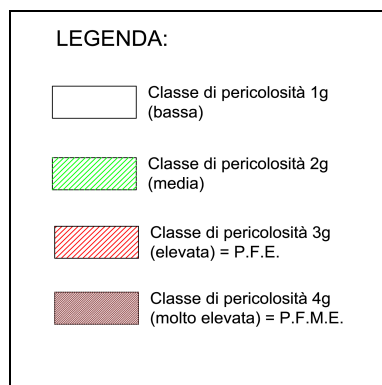 LEGENDA:
Classe di pericolosità 1g
(bassa)
Classe di pericolosità 2g
(media)
Classe di pericolosità 3g
(elevata) = P.F.E.
Classe di pericolosità 4g
(molto elevata) = P.F.M.E.